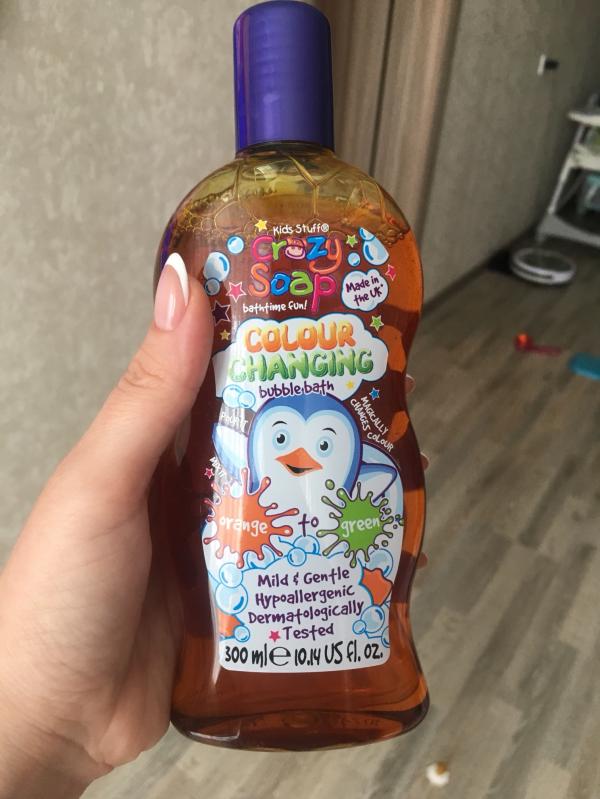 Kids Stuff®
Crazy
Soap
bathtime fun!
Made in
the UK
COLOUR
CHANGING
bubble bath
MAGICALLY
CHANGES COLOUR
orange to green
Mild & Gentle
Hypoallergenic
Dermatologically
Tested
300 ml e 10.14 US fl. oz.